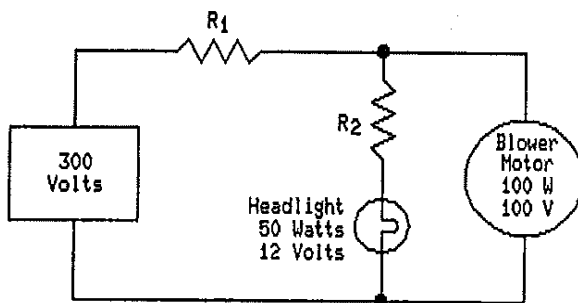 R1
300
Volts
R2
Headlight
50 Watts
12 Volts
Blower
Motor
100 W
100 V